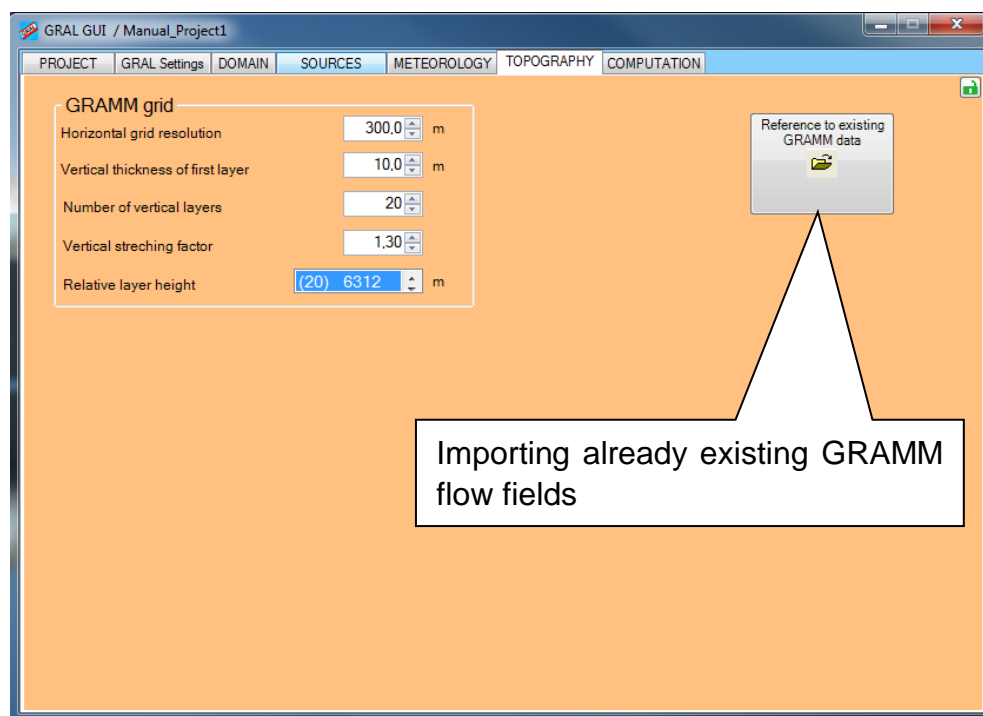 GRAL GUI / Manual_Project1
PROJECT GRAL Settings DOMAIN SOURCES METEOROLOGY TOPOGRAPHY COMPUTATION
GRAMM grid
Horizontal grid resolution 300,0 m
Vertical thickness of first layer 10,0 m
Number of vertical layers 20
Vertical streching factor 1,30
Relative layer height (20) 6312 m
Reference to existing
GRAMM data
Importing already existing GRAMM
flow fields